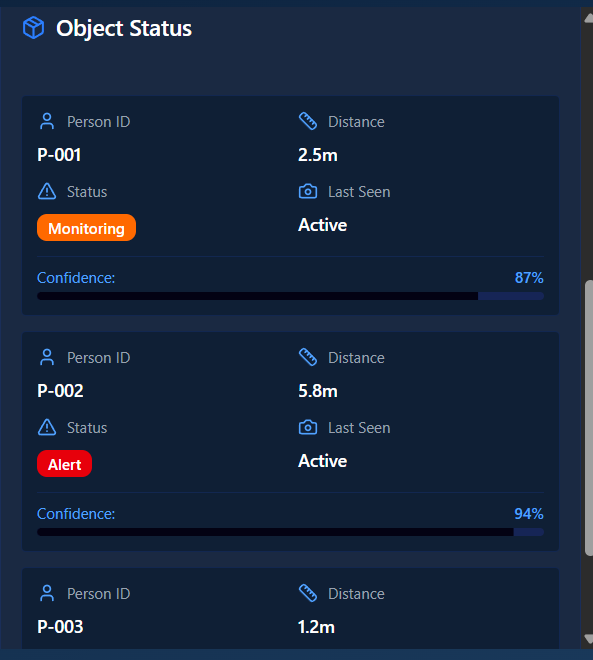 Object Status
Person ID
Distance
P-001
2.5m
Status
Last Seen
Monitoring
Active
Confidence:
87%
Person ID
Distance
P-002
5.8m
Status
Last Seen
Alert
Active
Confidence:
94%
Person ID
Distance
P-003
1.2m